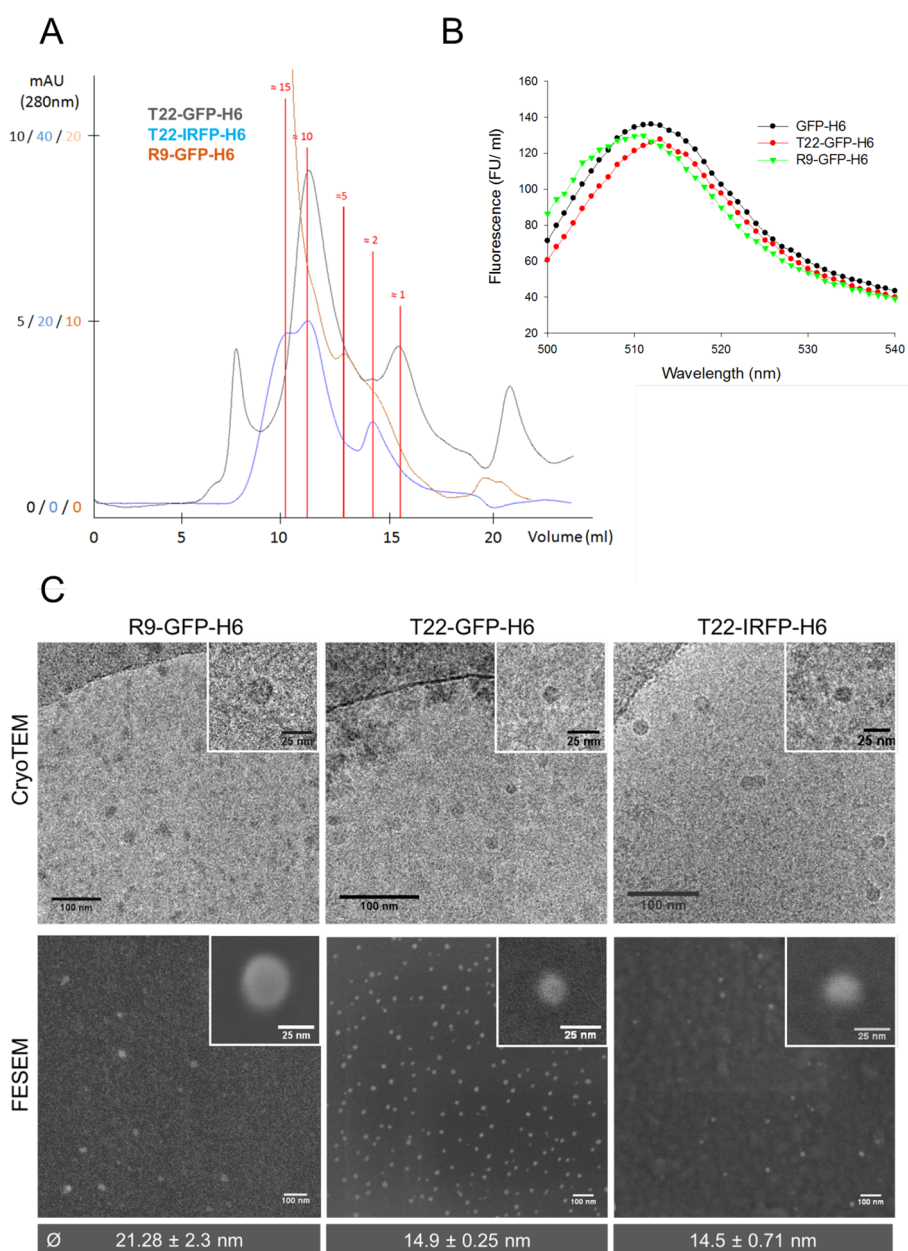 A
mAU
(280nm)
10 / 40 / 20
5 / 20 / 10
0 / 0 / 0
T22-GFP-H6
T22-IRFP-H6
R9-GFP-H6
≈ 15
≈ 10
≈5
≈ 2
≈ 1
0
5
10
15
20
Volume (ml)
B
Fluorescence (FU/ ml)
160
140
120
100
80
60
40
20
GFP-H6
T22-GFP-H6
R9-GFP-H6
500
510
520
530
540
Wavelength (nm)
C
R9-GFP-H6
T22-GFP-H6
T22-IRFP-H6
CryoTEM
25 nm
100 nm
25 nm
100 nm
25 nm
100 nm
FESEM
25 nm
100 nm
25 nm
100 nm
25 nm
100 nm
Ø
21.28 ± 2.3 nm
14.9 ± 0.25 nm
14.5 ± 0.71 nm